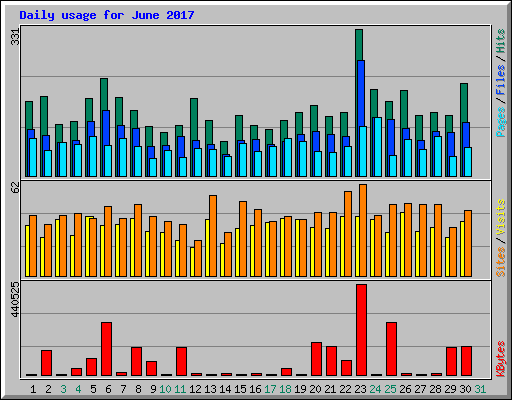 Daily usage for June 2017
331
Pages / Files / Hits
62
Sites / Visits
440525
KBytes
1 2 3 4 5 6 7 8 9 10 11 12 13 14 15 16 17 18 19 20 21 22 23 24 25 26 27 28 29 30 31